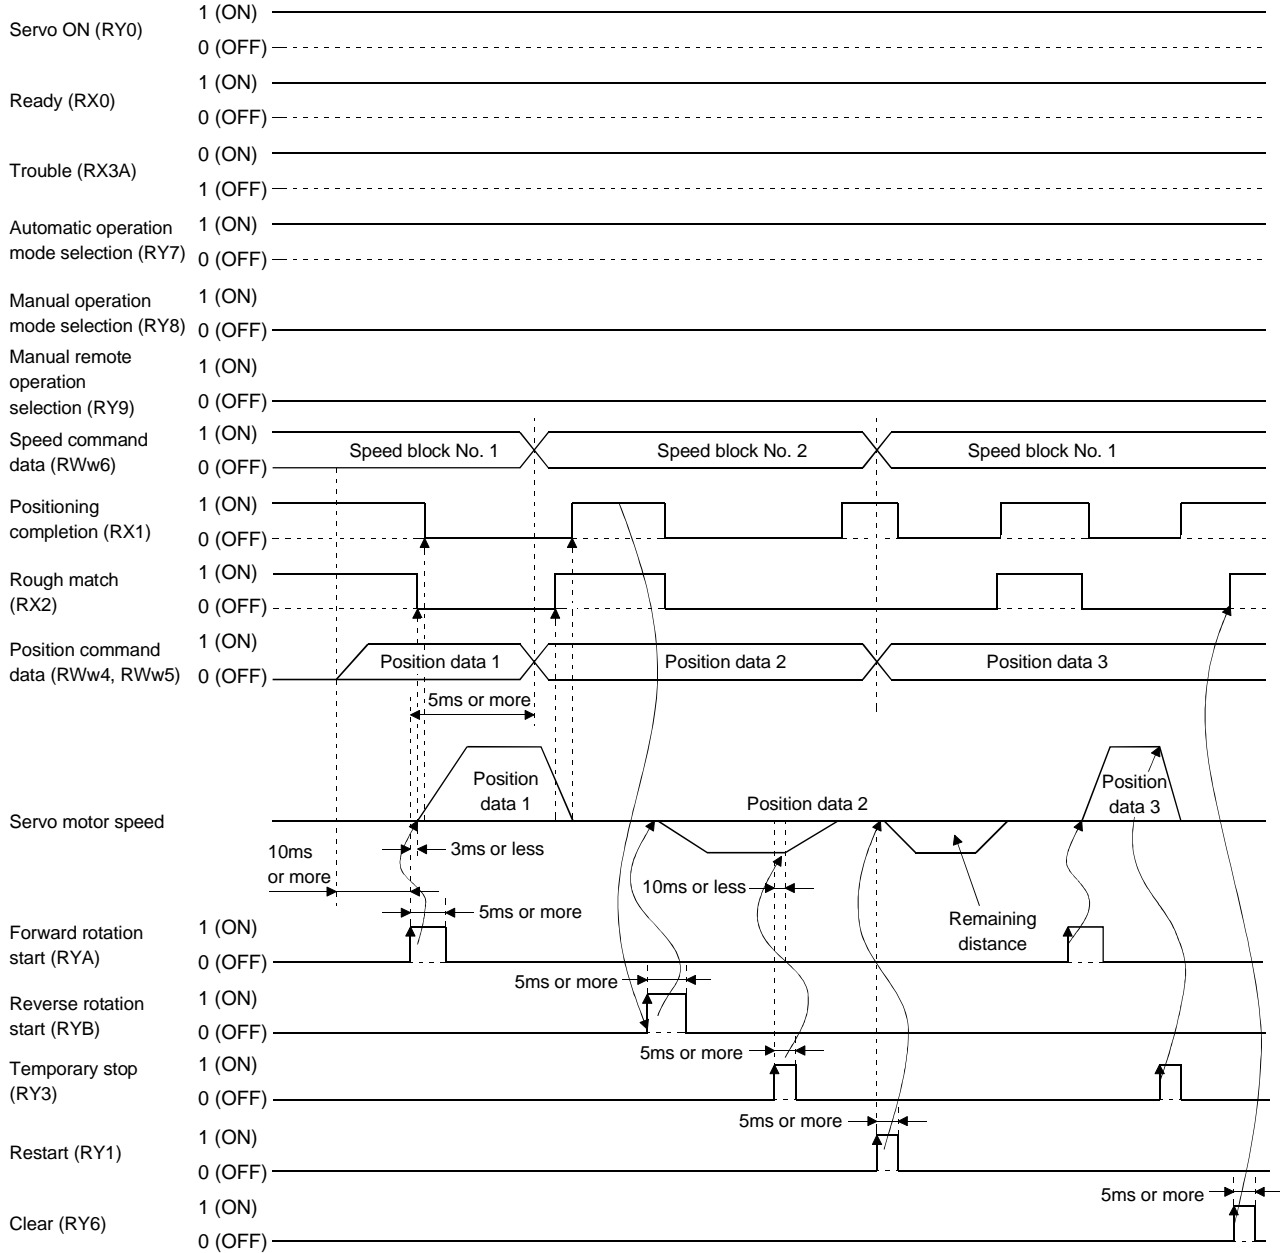 Servo ON (RY0)
1 (ON)
0 (OFF)
Ready (RX0)
1 (ON)
0 (OFF)
Trouble (RX3A)
0 (ON)
1 (OFF)
Automatic operation
mode selection (RY7)
1 (ON)
0 (OFF)
Manual operation
mode selection (RY8)
1 (ON)
0 (OFF)
Manual remote
operation
selection (RY9)
1 (ON)
0 (OFF)
Speed command
data (RWw6)
1 (ON)
0 (OFF)
Speed block No. 1
Speed block No. 2
Speed block No. 1
Positioning
completion (RX1)
1 (ON)
0 (OFF)
Rough match
(RX2)
1 (ON)
0 (OFF)
Position command
data (RWw4, RWw5)
1 (ON)
0 (OFF)
Position data 1
Position data 2
Position data 3
5ms or more
Servo motor speed
Position
data 1
Position data 2
Position
data 3
10ms
or more
3ms or less
10ms or less
Remaining
distance
5ms or more
Forward rotation
start (RYA)
1 (ON)
0 (OFF)
5ms or more
Reverse rotation
start (RYB)
1 (ON)
0 (OFF)
5ms or more
Temporary stop
(RY3)
1 (ON)
0 (OFF)
5ms or more
Restart (RY1)
1 (ON)
0 (OFF)
5ms or more
Clear (RY6)
1 (ON)
0 (OFF)